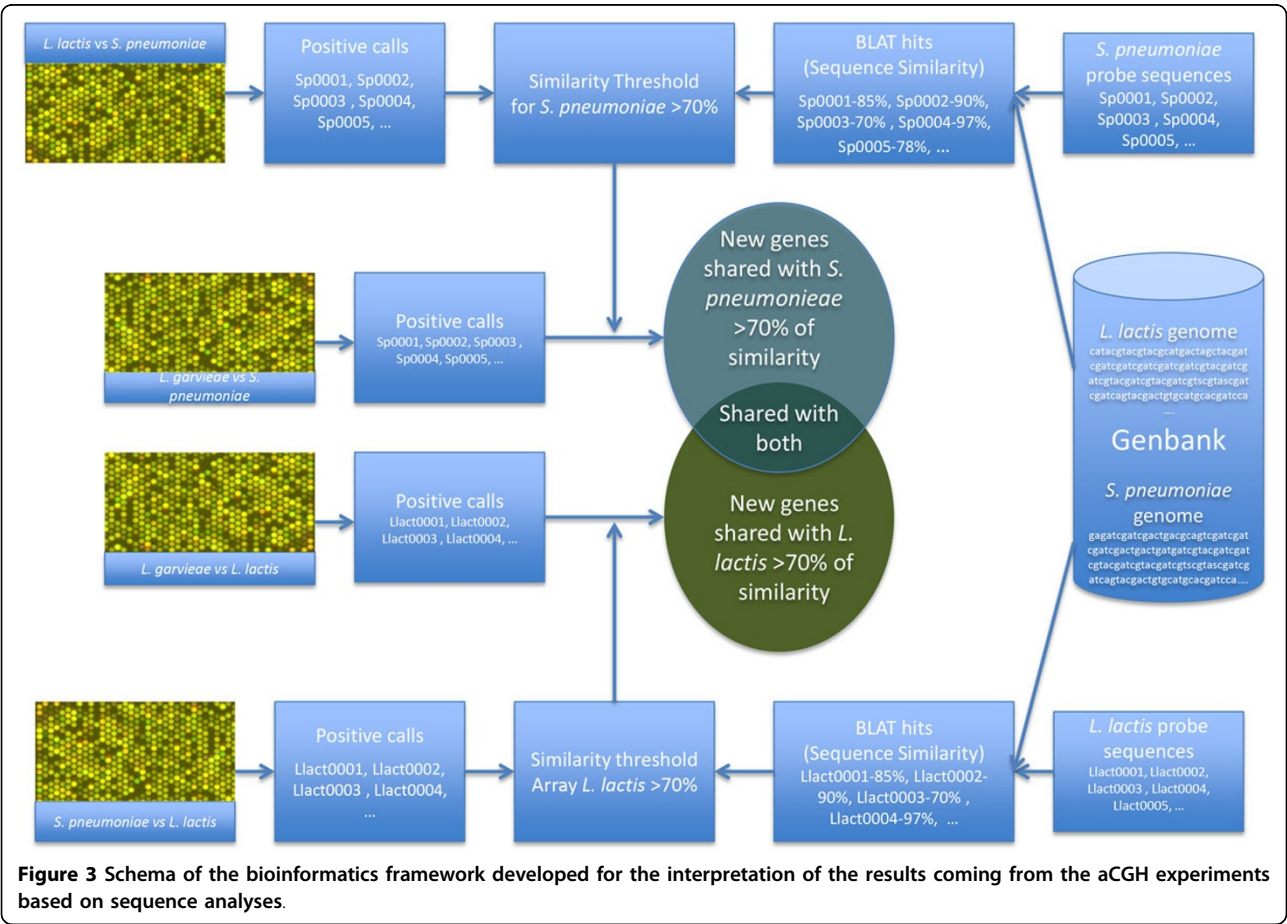 L. lactis vs S. pneumoniae
Positive calls
Sp0001, Sp0002,
Sp0003 , Sp0004,
Sp0005, ...
Similarity Threshold
for S. pneumoniae >70%
BLAT hits
(Sequence Similarity)
Sp0001-85%, Sp0002-90%,
Sp0003-70% , Sp0004-97%,
Sp0005-78%, ...
S. pneumoniae
probe sequences
Sp0001, Sp0002,
Sp0003 , Sp0004,
Sp0005, ...
L. garvieae vs S.
pneumoniae
Positive calls
Sp0001, Sp0002, Sp0003 ,
Sp0004, Sp0005, ...
New genes
shared with S.
pneumonieae
>70% of
similarity
Shared with
both
L. garvieae vs L. lactis
Positive calls
Llact0001, Llact0002,
Llact0003 , Llact0004, ...
New genes
shared with L.
lactis >70% of
similarity
L. lactis genome
catacgtacgtacgcatgactagctacgat
cgatcgatcgatcgatcgatcgtacgatcg
atcgtacgatcgtacgatcgtscgtascgat
cgatcagtacgactgtgcatgcacgatcca
....
Genbank
S. pneumoniae
genome
gagatcgatcgactgacgcagtcgatcgat
cgatcgactgactgatgatcgtacgatcgat
cgtacgatcgtacgatcgtscgtascgatcg
atcagtacgactgtgcatgcacgatcca....
S. pneumoniae vs L. lactis
Positive calls
Llact0001, Llact0002,
Llact0003 , Llact0004,
...
Similarity threshold
Array L. lactis >70%
BLAT hits
(Sequence Similarity)
Llact0001-85%, Llact0002-
90%, Llact0003-70% ,
Llact0004-97%, ...
L. lactis probe
sequences
Llact0001, Llact0002,
Llact0003 , Llact0004,
Llact0005, ...
Figure 3 Schema of the bioinformatics framework developed for the interpretation of the results coming from the aCGH experiments
based on sequence analyses.